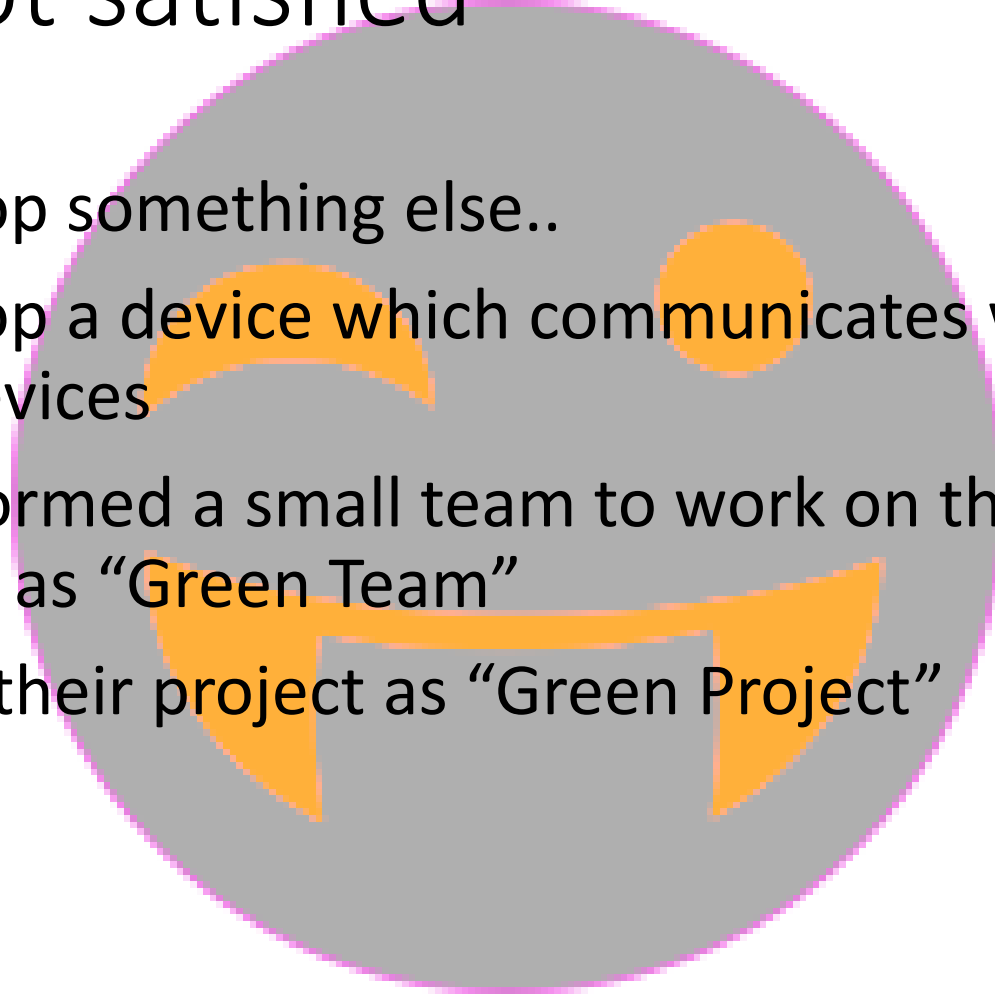 ot satisfied
op something else..
op a device which communicates
vices
ormed a small team to work on th
as “Green Team”
their project as “Green Project”